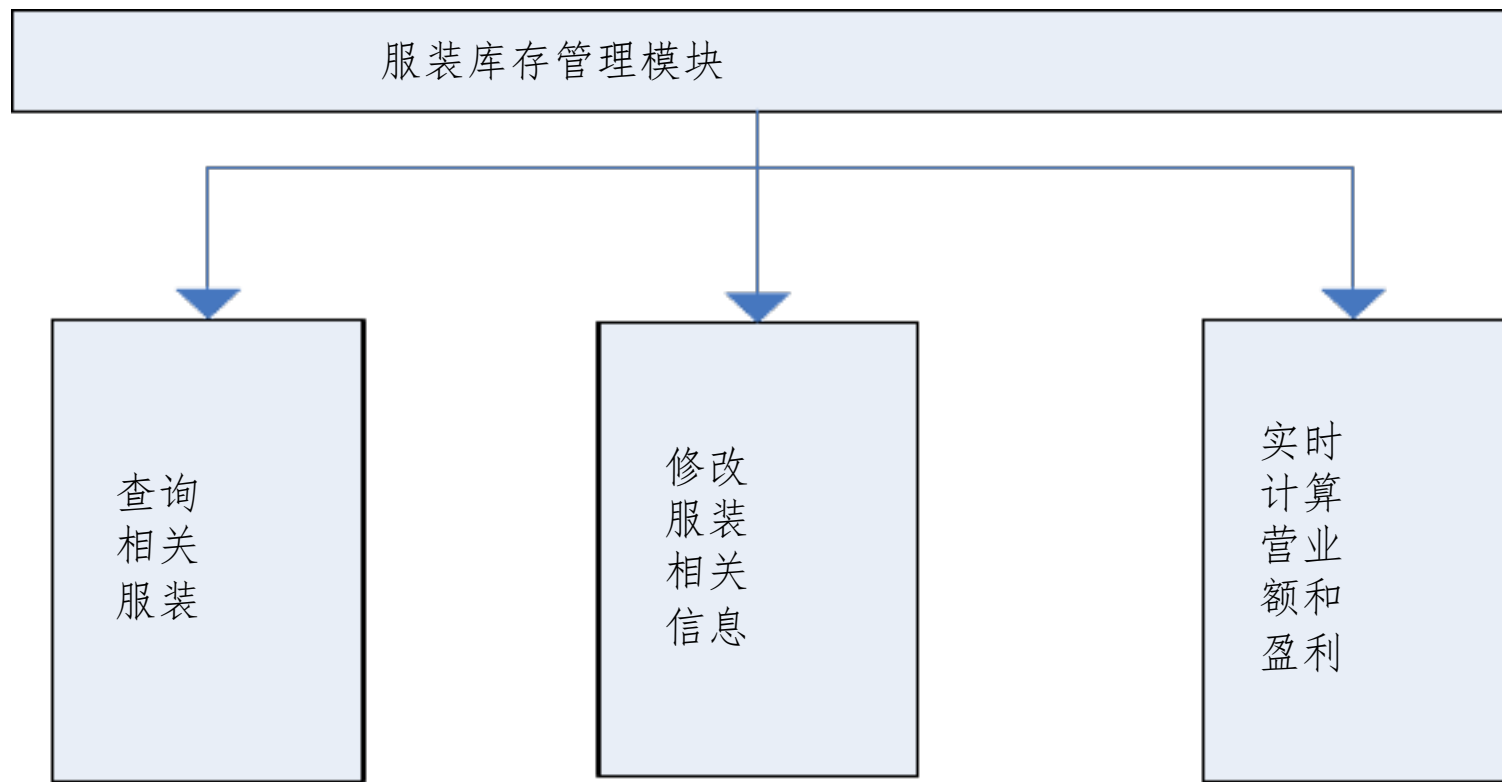 服装库存管理模块
查询
相关
服装
修改
服装
相关
信息
实时
计算
营业
额和
盈利